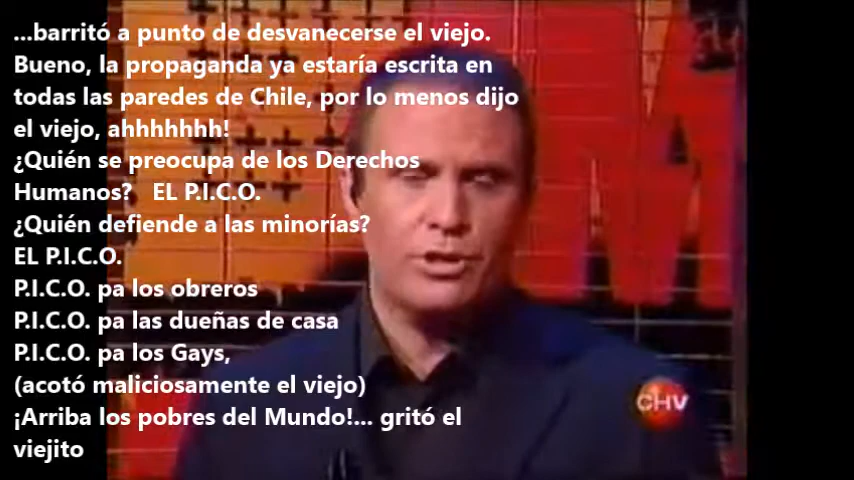 ...barritó a punto de desvanecerse el viejo.
Bueno, la propaganda ya estaría escrita en
todas las paredes de Chile, por lo menos dijo
el viejo, ahhhhhhh!
¿Quién se preocupa de los Derechos
Humanos?   EL P.I.C.O.
¿Quién defiende a las minorías?
EL P.I.C.O.
P.I.C.O. pa los obreros
P.I.C.O. pa las dueñas de casa
P.I.C.O. pa los Gays,
(acotó maliciosamente el viejo)
¡Arriba los pobres del Mundo!... gritó el
viejito
CHV